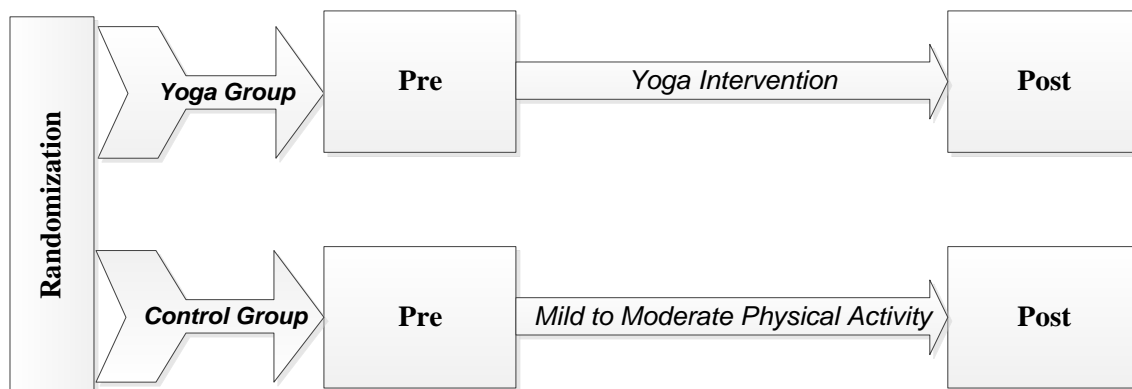 Randomization
Yoga Group
Pre
Yoga Intervention
Post
Control Group
Pre
Mild to Moderate Physical Activity
Post